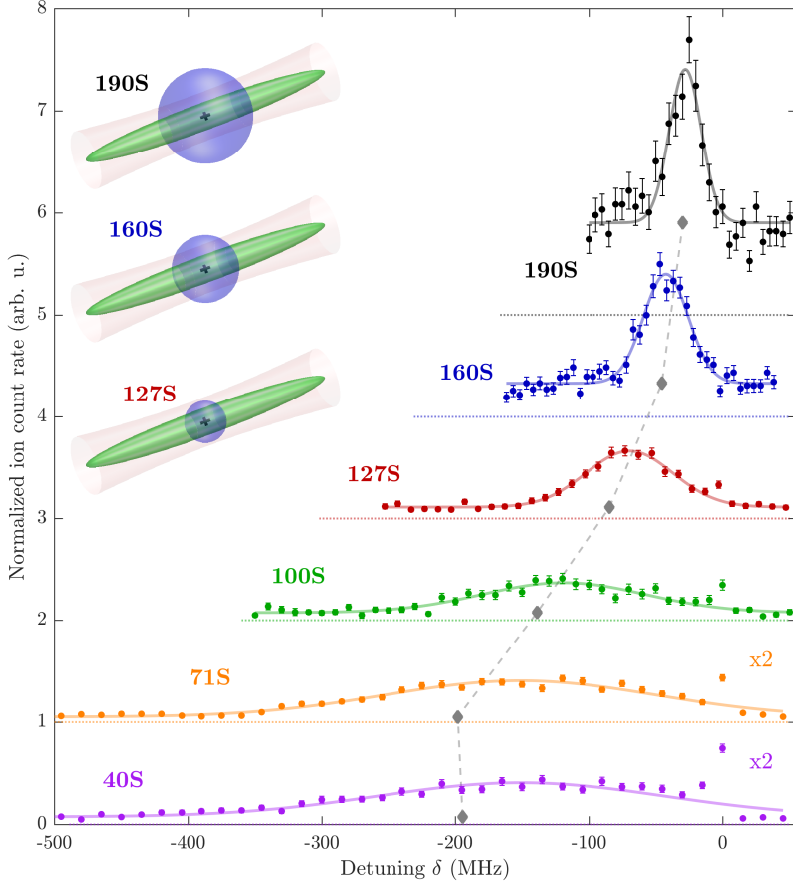 8
7
6
5
4
3
2
1
0
Normalized ion count rate (arb. u.)
190S
160S
127S
190S
160S
127S
100S
71S
x2
40S
x2
-500
-400
-300
-200
-100
0
Detuning δ (MHz)